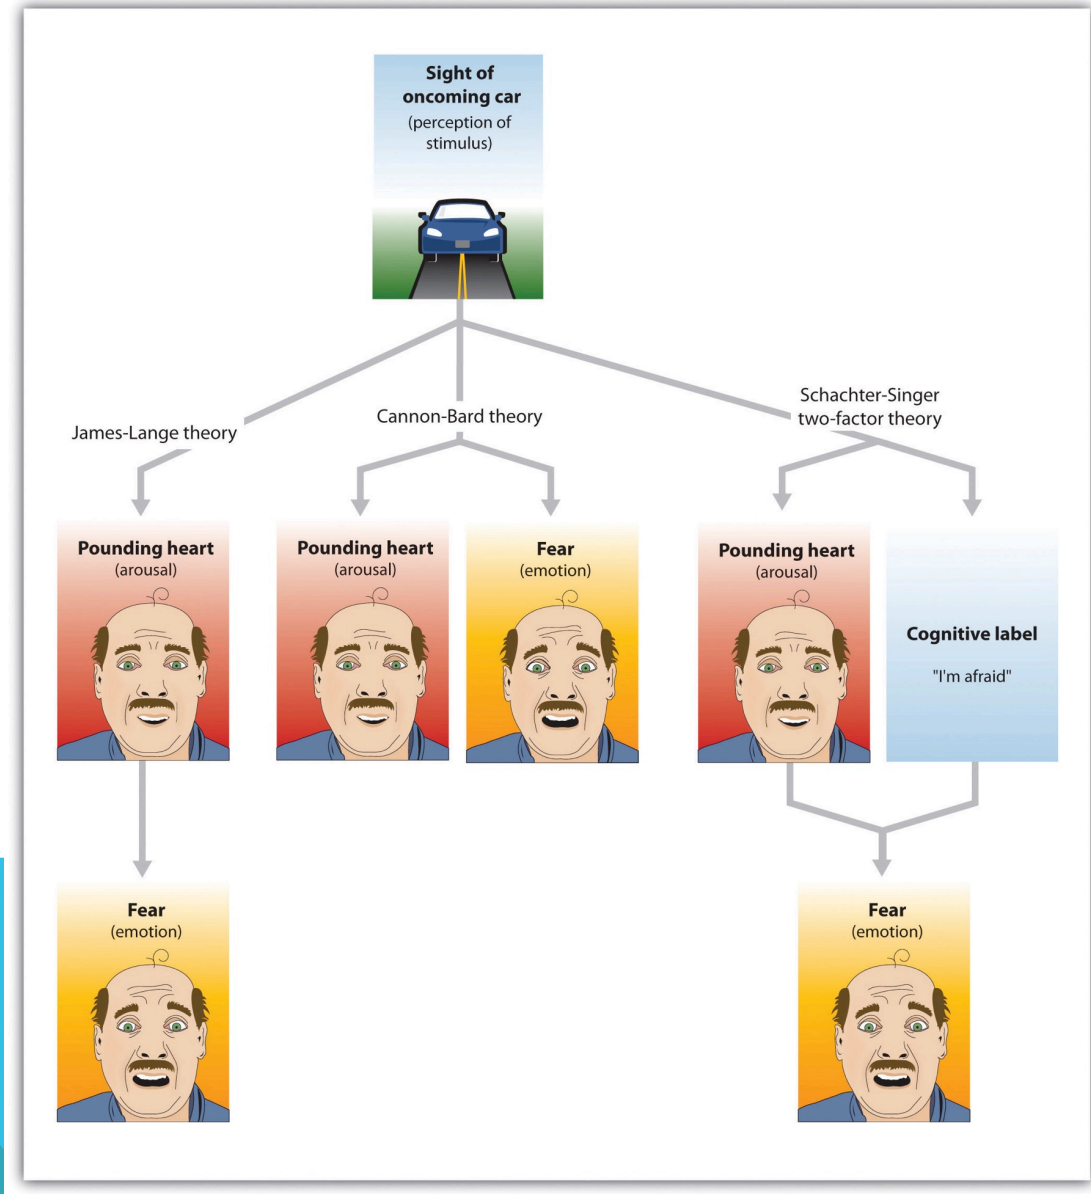 Sight of
oncoming car
(perception of
stimulus)
James-Lange theory
Cannon-Bard theory
Schachter-Singer
two-factor theory
Pounding heart
(arousal)
Pounding heart
(arousal)
Fear
(emotion)
Pounding heart
(arousal)
Cognitive label
"I'm afraid"
Fear
(emotion)
Fear
(emotion)